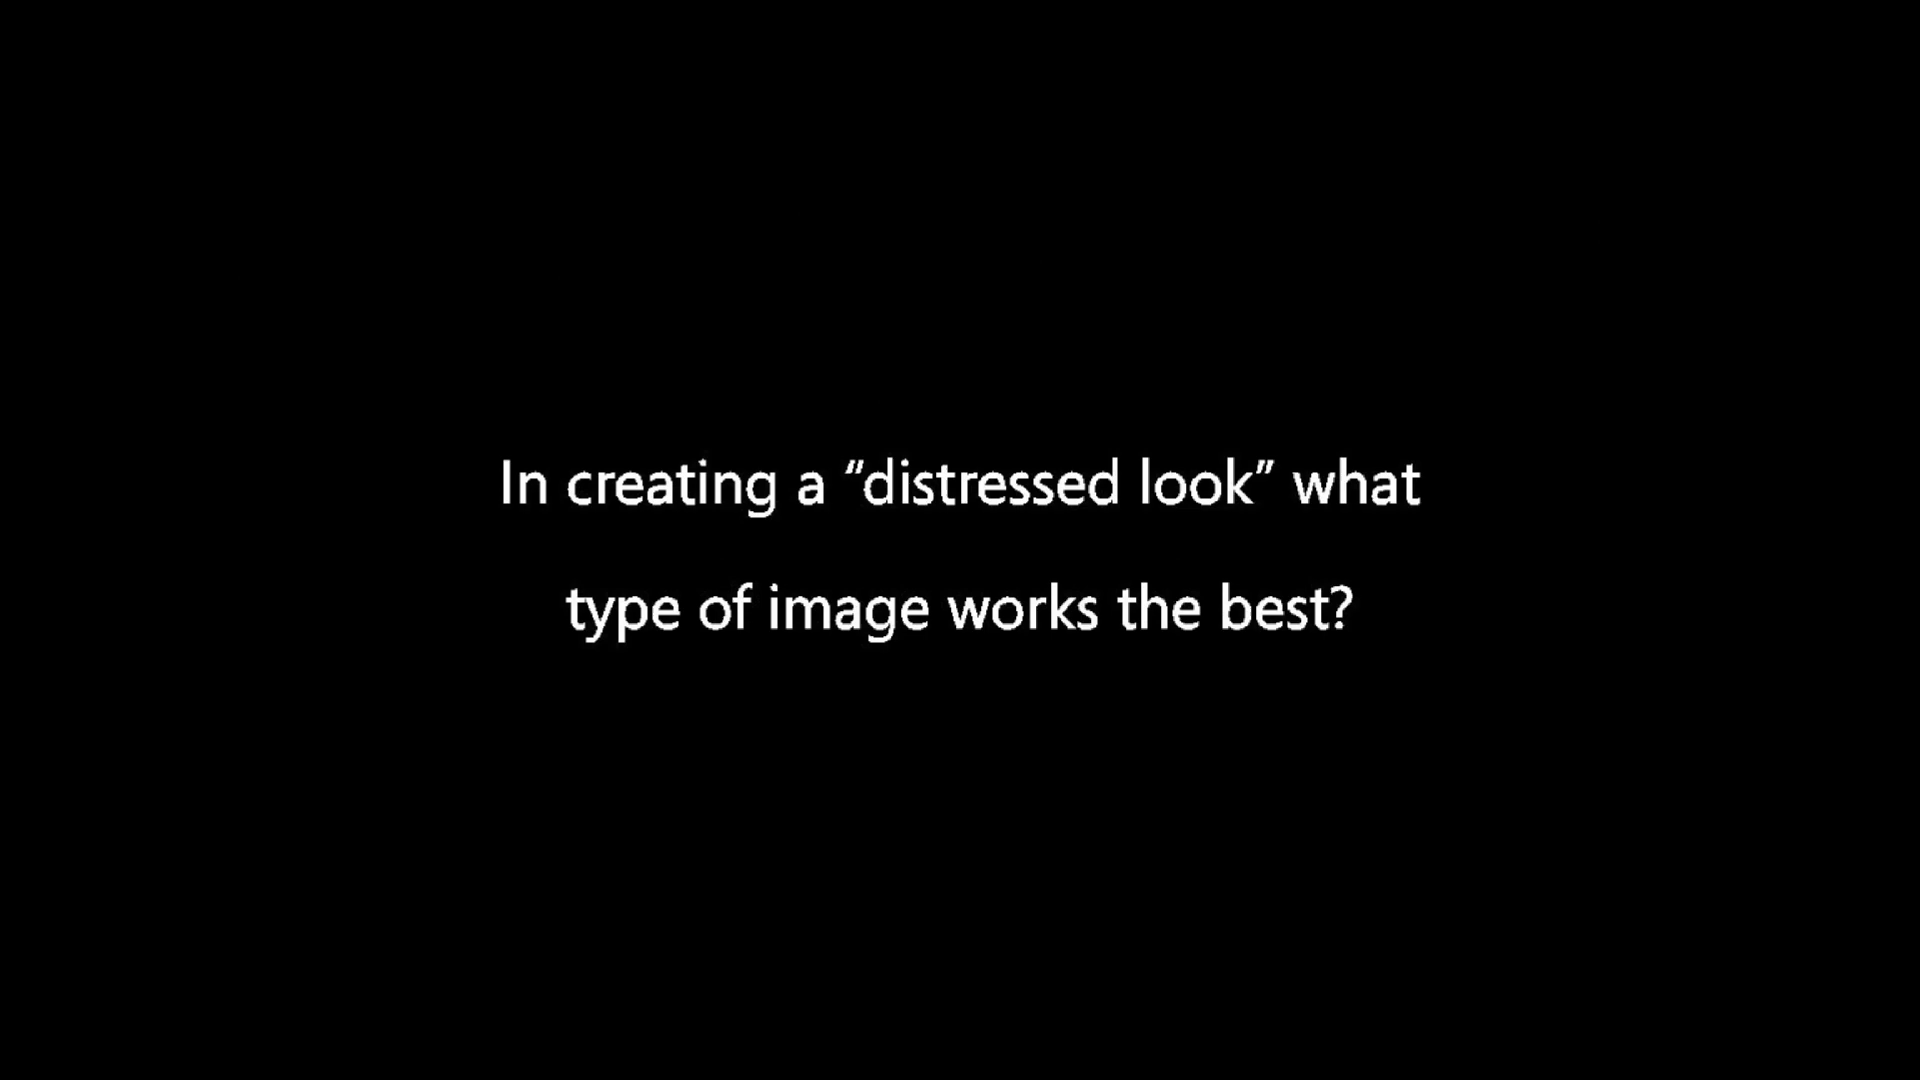 In creating a “distressed look” what
type of image works the best?